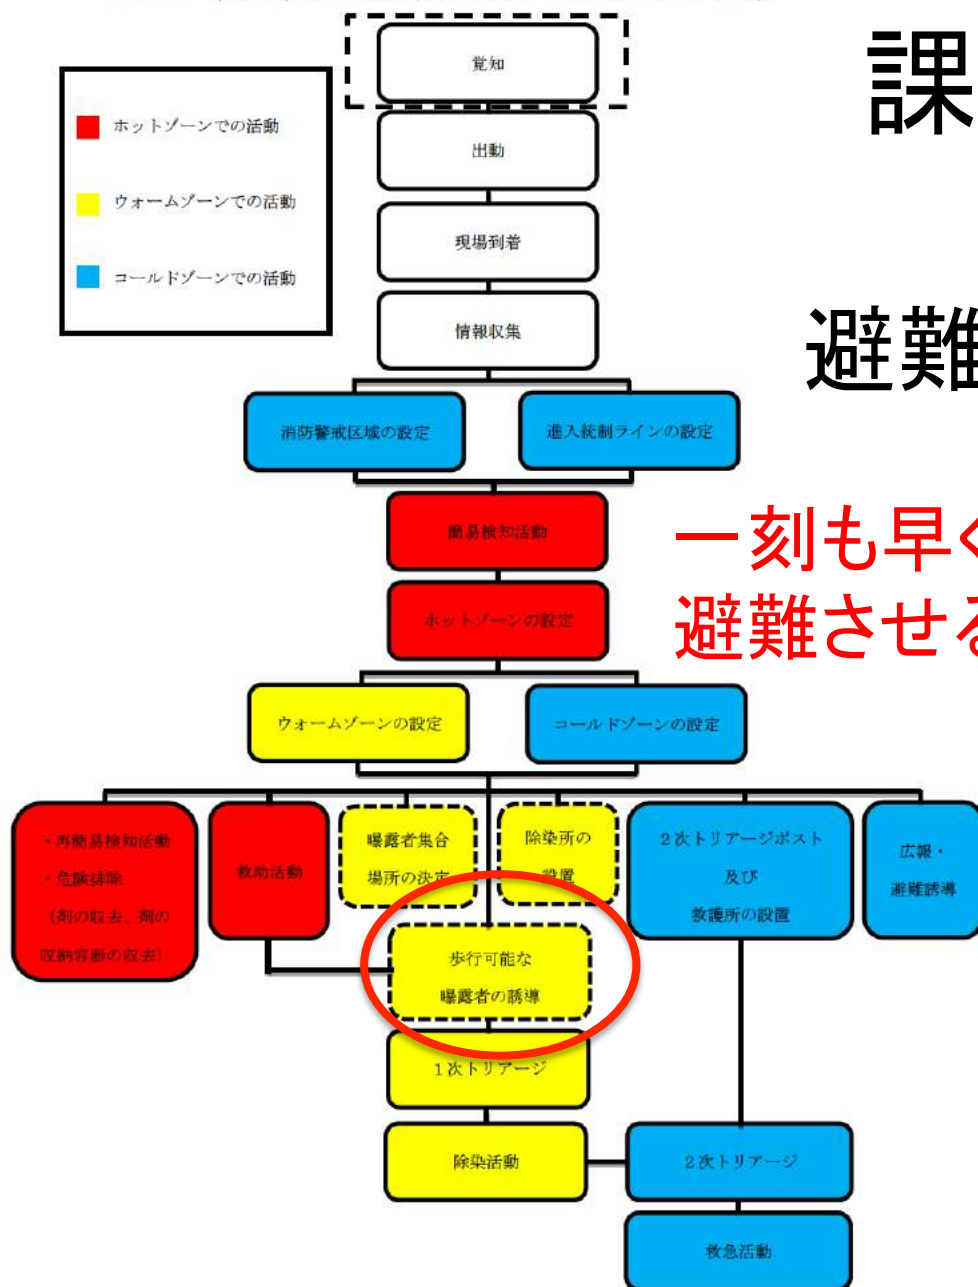 課
覚知
ホットゾーンでの活動
ウォームゾーンでの活動
コールドゾーンでの活動
出動
現場到着
情報収集
避難
消防警戒区域の設定
進入統制ラインの設定
簡易検知活動
一刻も早く
避難させる
ホットゾーンの設定
ウォームゾーンの設定
コールドゾーンの設定
・再簡易検知活動
・危険排除
(剤の収去、剤の
収納容器の収去)
救助活動
曝露者集合
場所の決定
除染所の
設置
2次トリアージポスト
及び
救護所の設置
広報・
避難誘導
歩行可能な
曝露者の誘導
1次トリアージ
除染活動
2次トリアージ
救急活動